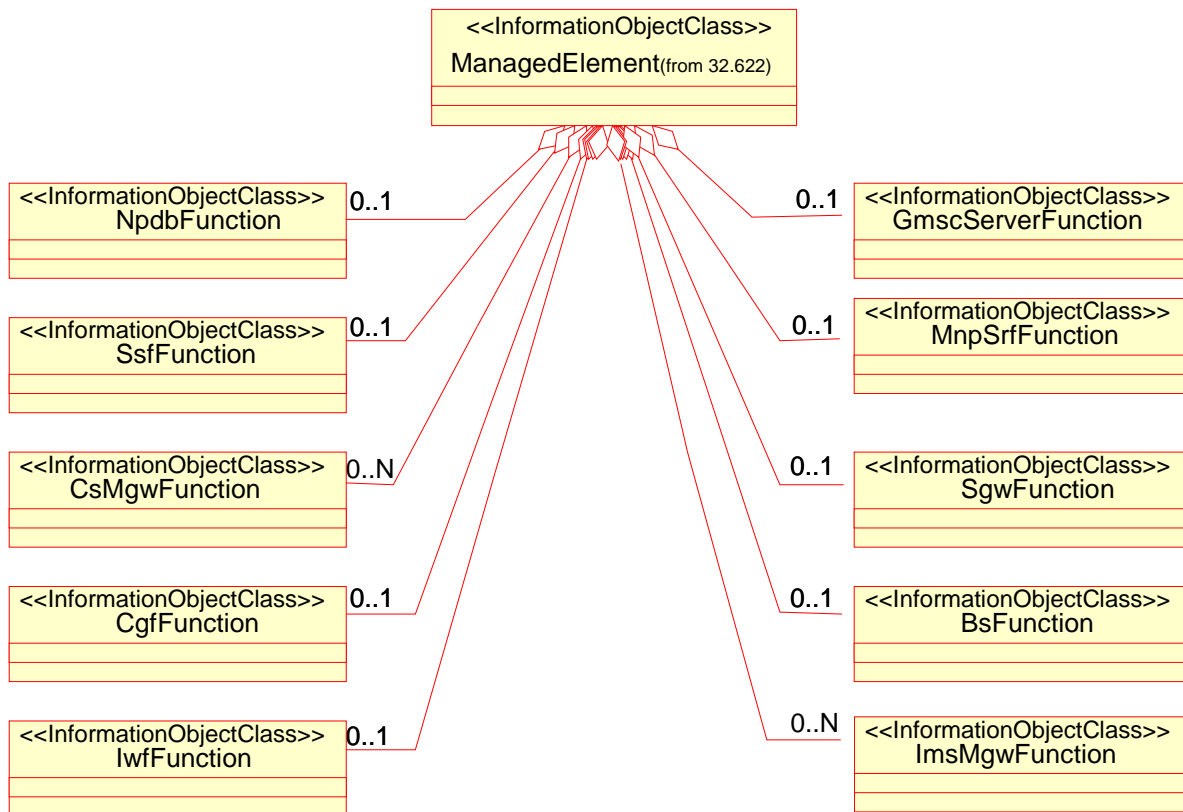 <<InformationObjectClass>>
ManagedElement(from 32.622)
<<InformationObjectClass>>
NpdbFunction
0..1
0..1
<<InformationObjectClass>>
GmscServerFunction
<<InformationObjectClass>>
SsfFunction
0..1
0..1
<<InformationObjectClass>>
MnpSrfFunction
<<InformationObjectClass>>
CsMgwFunction
0..N
0..1
<<InformationObjectClass>>
SgwFunction
<<InformationObjectClass>>
CgfFunction
0..1
0..1
<<InformationObjectClass>>
BsFunction
<<InformationObjectClass>>
IwfFunction
0..1
0..N
<<InformationObjectClass>>
ImsMgwFunction